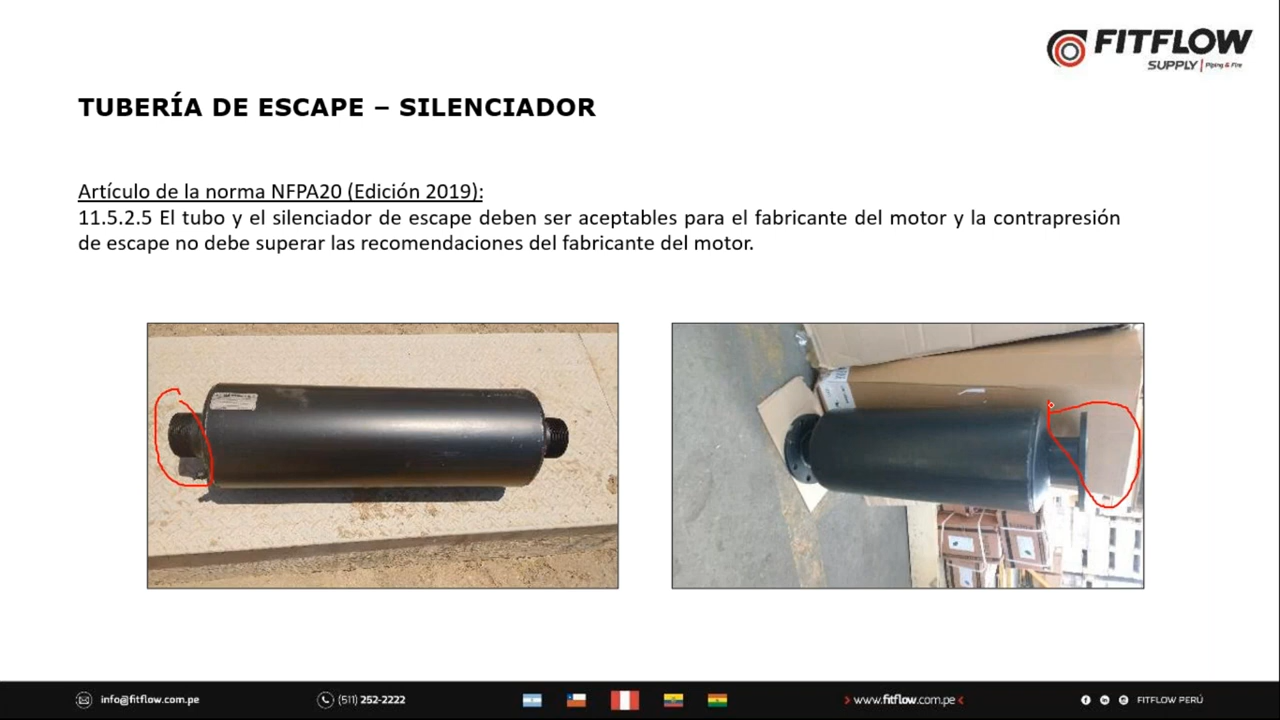 FITFLOW
SUPPLY | Piping & Fire
TUBERÍA DE ESCAPE – SILENCIADOR
Artículo de la norma NFPA20 (Edición 2019):
11.5.2.5 El tubo y el silenciador de escape deben ser aceptables para el fabricante del motor y la contrapresión
de escape no debe superar las recomendaciones del fabricante del motor.
info@fitflow.com.pe
(511) 252-2222
www.fitflow.com.pe
FITFLOW PERÚ